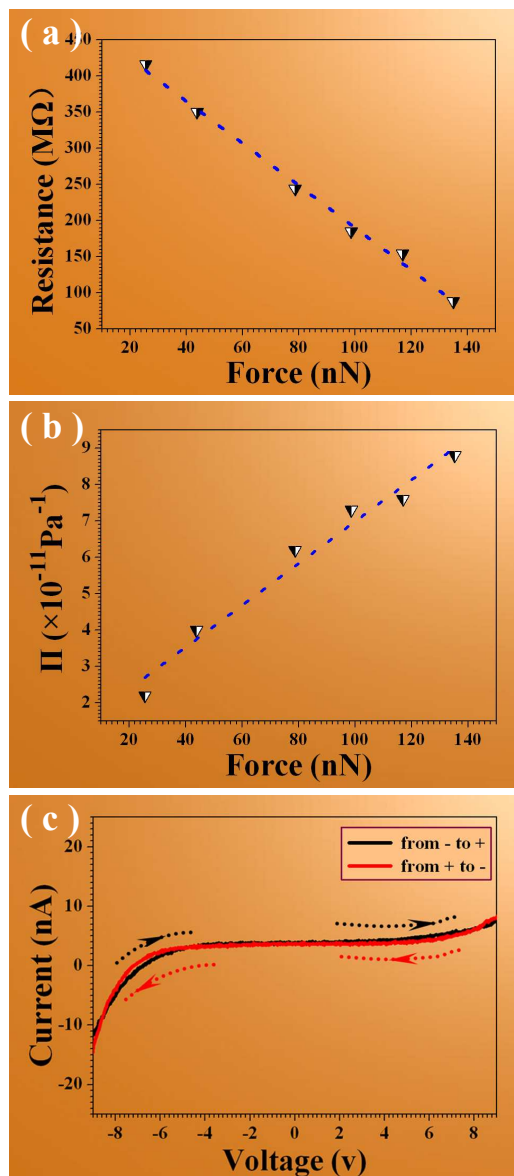 ( a )
450
400
350
300
250
200
150
100
50
Resistance (MΩ)
20 40 60 80 100 120 140
Force (nN)
( b )
9
8
7
6
5
4
3
2
Π (×10⁻¹¹Pa⁻¹)
20 40 60 80 100 120 140
Force (nN)
( c )
from - to +
from + to -
20
10
0
-10
-20
Current (nA)
-8 -6 -4 -2 0 2 4 6 8
Voltage (v)